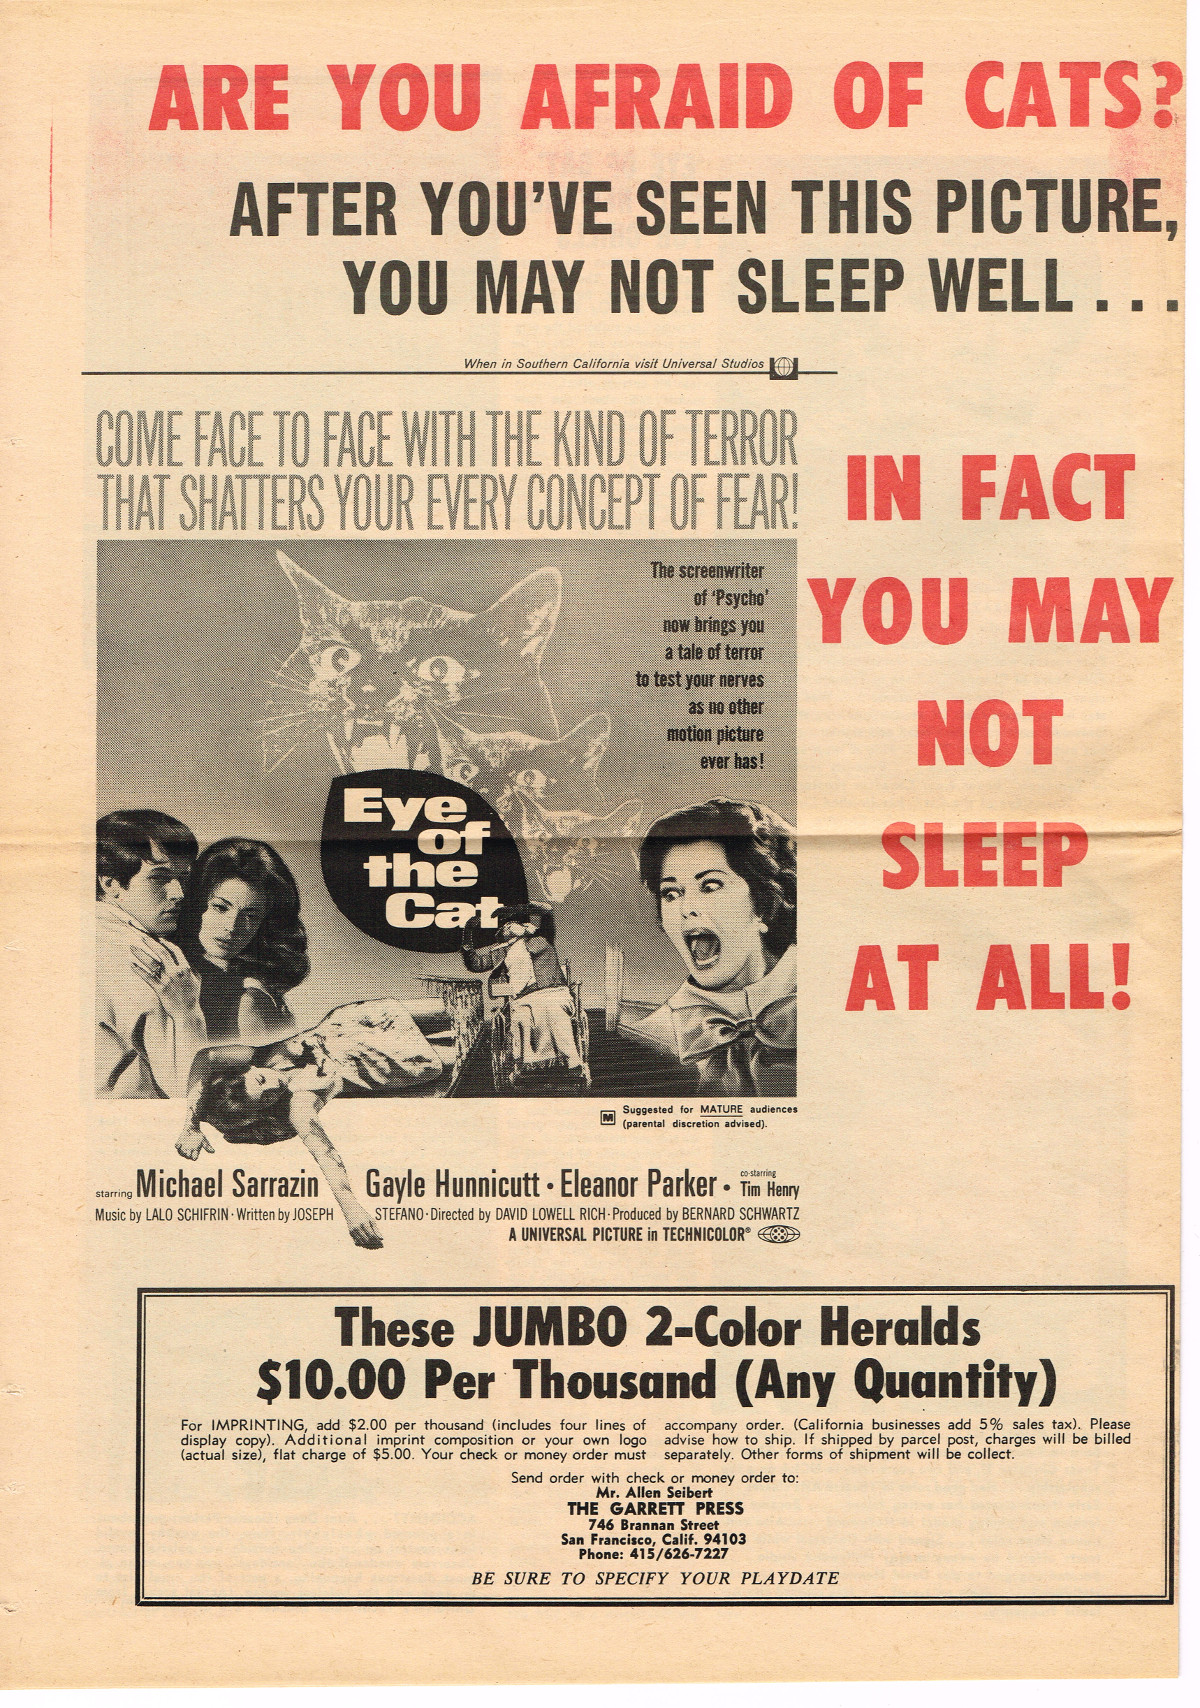 ARE YOU AFRAID OF CATS?
AFTER YOU'VE SEEN THIS PICTURE,
YOU MAY NOT SLEEP WELL . . .
When in Southern California visit Universal Studios
COME FACE TO FACE WITH THE KIND OF TERROR
THAT SHATTERS YOUR EVERY CONCEPT OF FEAR!
The screenwriter
of 'Psycho'
now brings you
a tale of terror
to test your nerves
as no other
motion picture
ever has!
Eye
of
the
Cat
IN FACT
YOU MAY
NOT
SLEEP
AT ALL!
M
Suggested for MATURE audiences
(parental discretion advised).
starring Michael Sarrazin Gayle Hunnicutt · Eleanor Parker · co-starring Tim Henry
Music by LALO SCHIFRIN · Written by JOSEPH STEFANO · Directed by DAVID LOWELL RICH · Produced by BERNARD SCHWARTZ
A UNIVERSAL PICTURE in TECHNICOLOR®
These JUMBO 2-Color Heralds
$10.00 Per Thousand (Any Quantity)
For IMPRINTING, add $2.00 per thousand (includes four lines of
display copy). Additional imprint composition or your own logo
(actual size), flat charge of $5.00. Your check or money order must
accompany order. (California businesses add 5% sales tax). Please
advise how to ship. If shipped by parcel post, charges will be billed
separately. Other forms of shipment will be collect.
Send order with check or money order to:
Mr. Allen Seibert
THE GARRETT PRESS
746 Brannan Street
San Francisco, Calif. 94103
Phone: 415/626-7227
BE SURE TO SPECIFY YOUR PLAYDATE